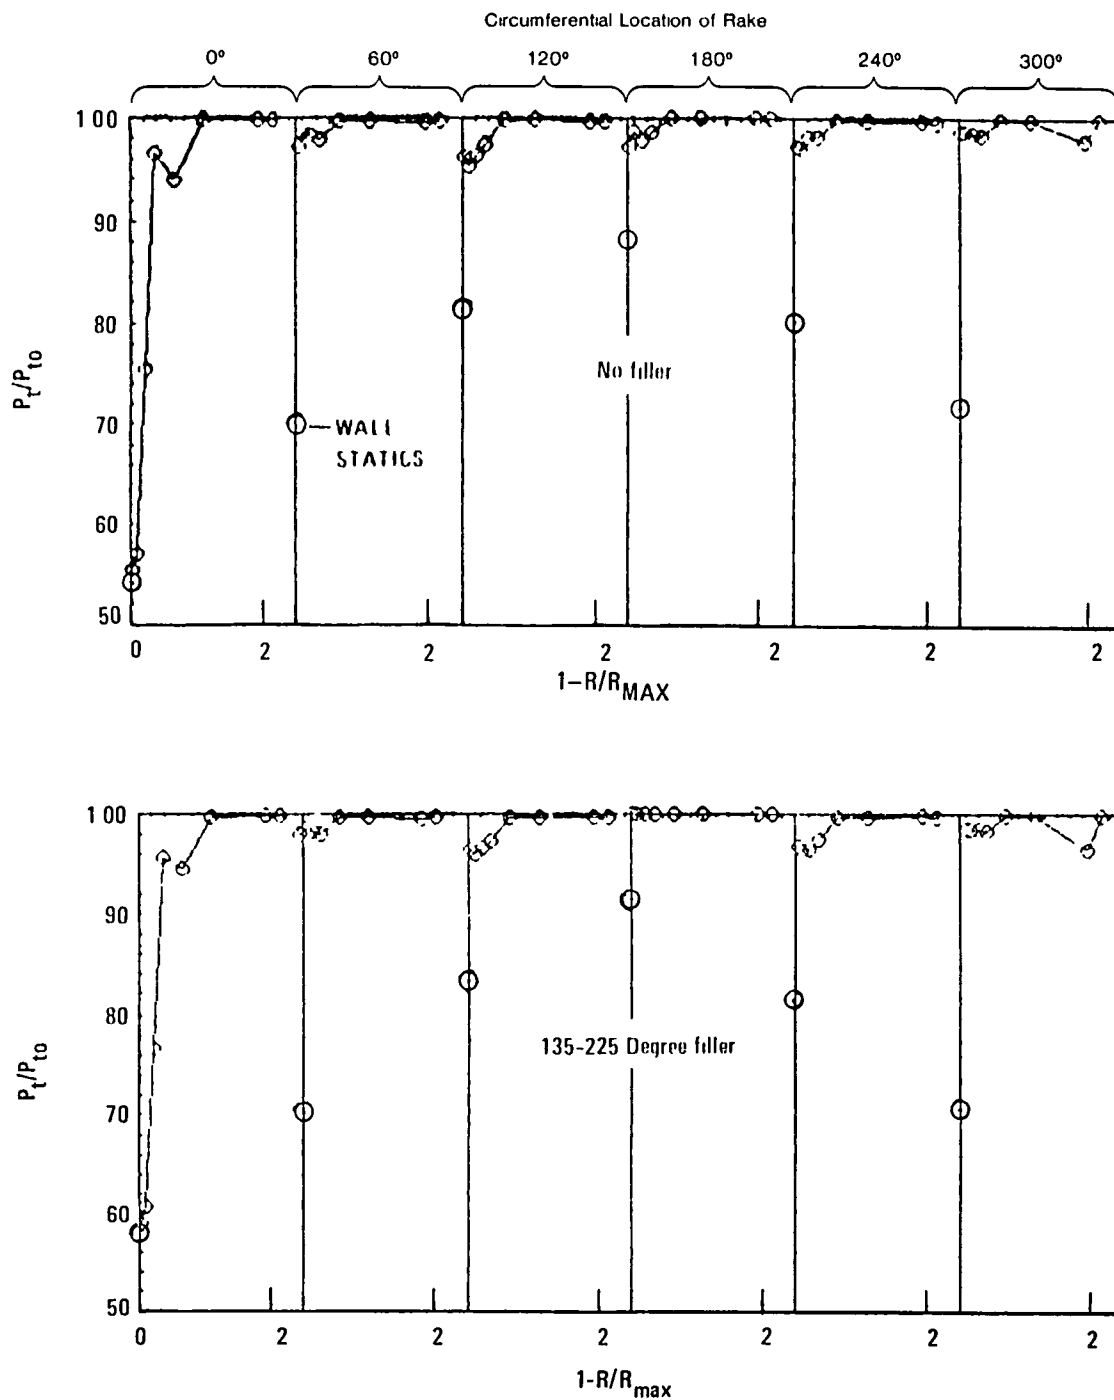 Circumferential Location of Rake
0° 60° 120° 180° 240° 300°
1 00
90
80
70
60
50
P_t/P_to
WALL
STATICS
No filler
0 2 2 2 2 2 2
1-R/R_MAX
1 00
90
80
70
60
50
P_t/P_to
135-225 Degree filler
0 2 2 2 2 2 2
1-R/R_max